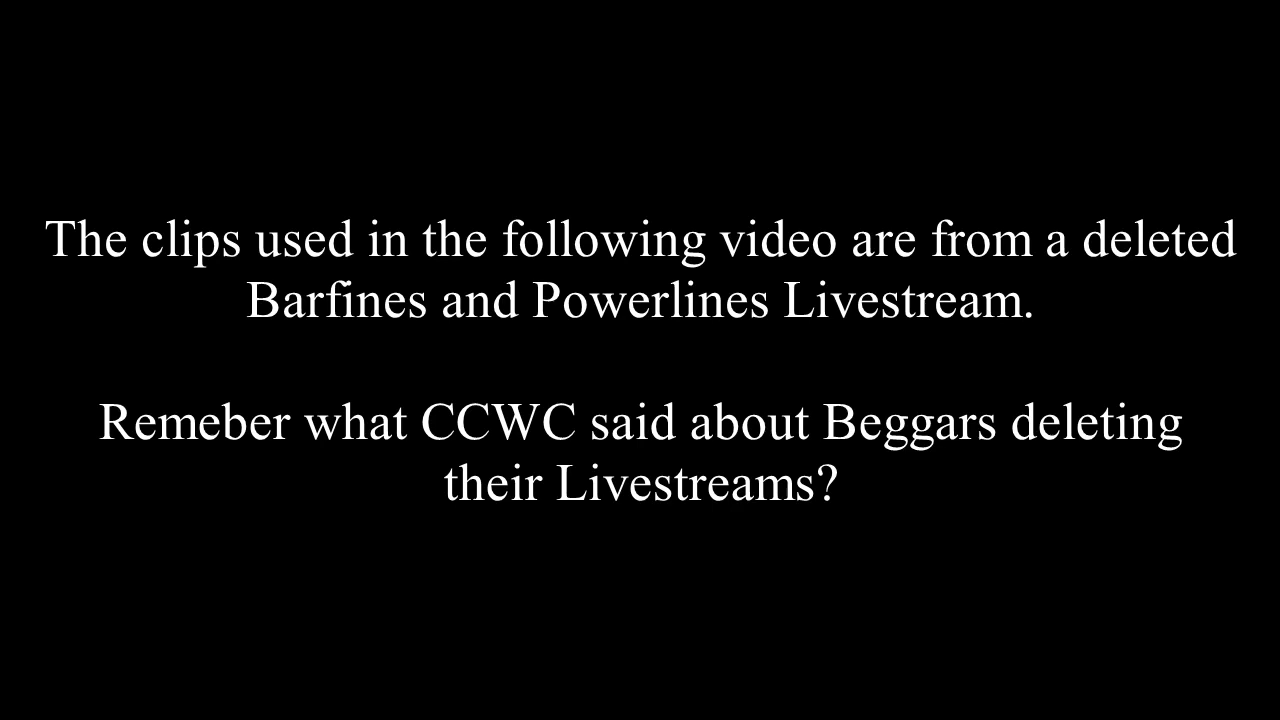 The clips used in the following video are from a deleted
Barfines and Powerlines Livestream.
Remeber what CCWC said about Beggars deleting
their Livestreams?